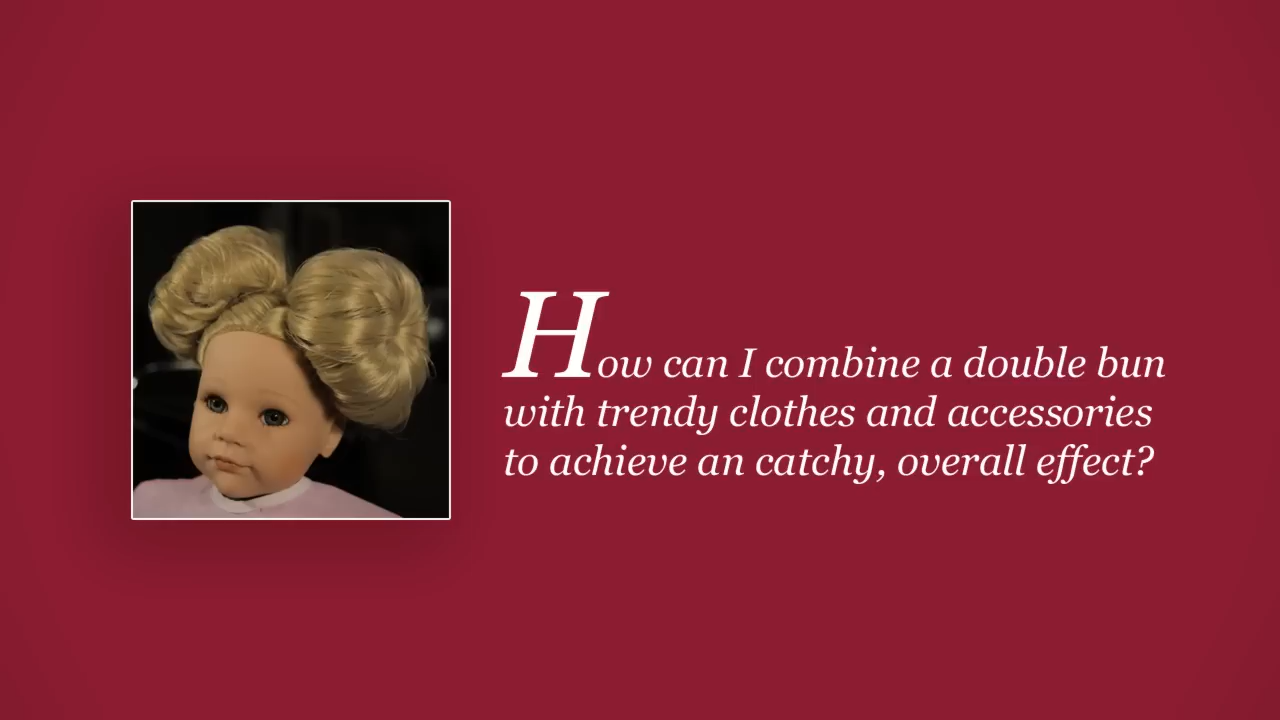 How can I combine a double bun
with trendy clothes and accessories
to achieve an catchy, overall effect?